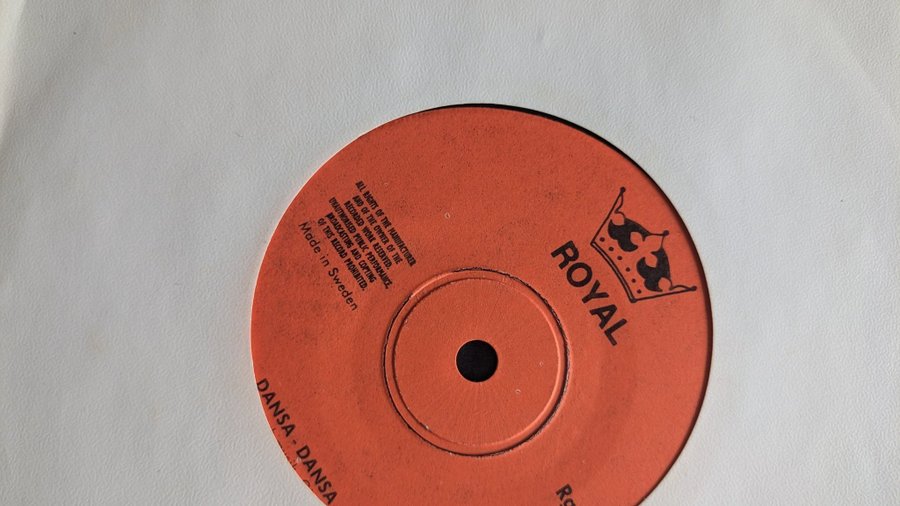 ROYAL
ALL RIGHTS OF THE MANUFACTURER
AND OF THE OWNER OF THE
RECORDED WORK RESERVED.
UNAUTHORISED PUBLIC PERFORMANCE,
BROADCASTING AND COPYING
OF THIS RECORD PROHIBITED.
Made in Sweden
DANSA - DANSA